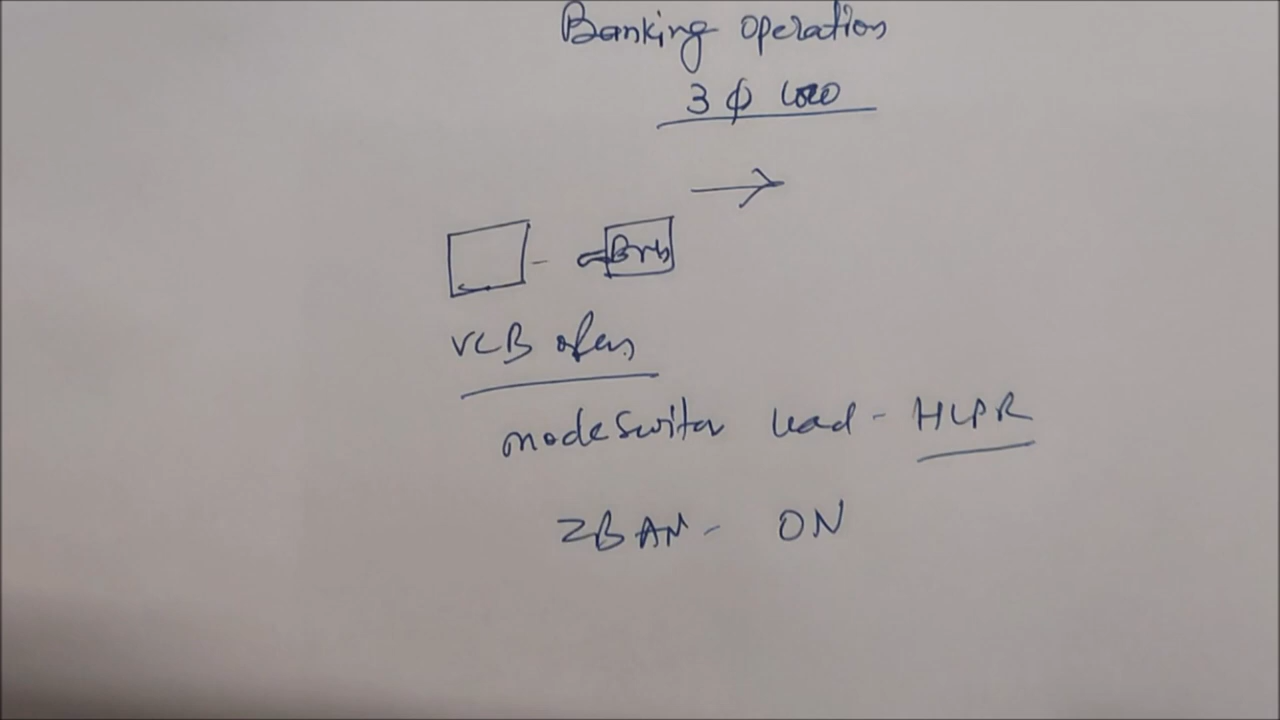 Banking operation
3 φ loco
VCB open
modeswitch lead - HLPR
ZBAN - ON